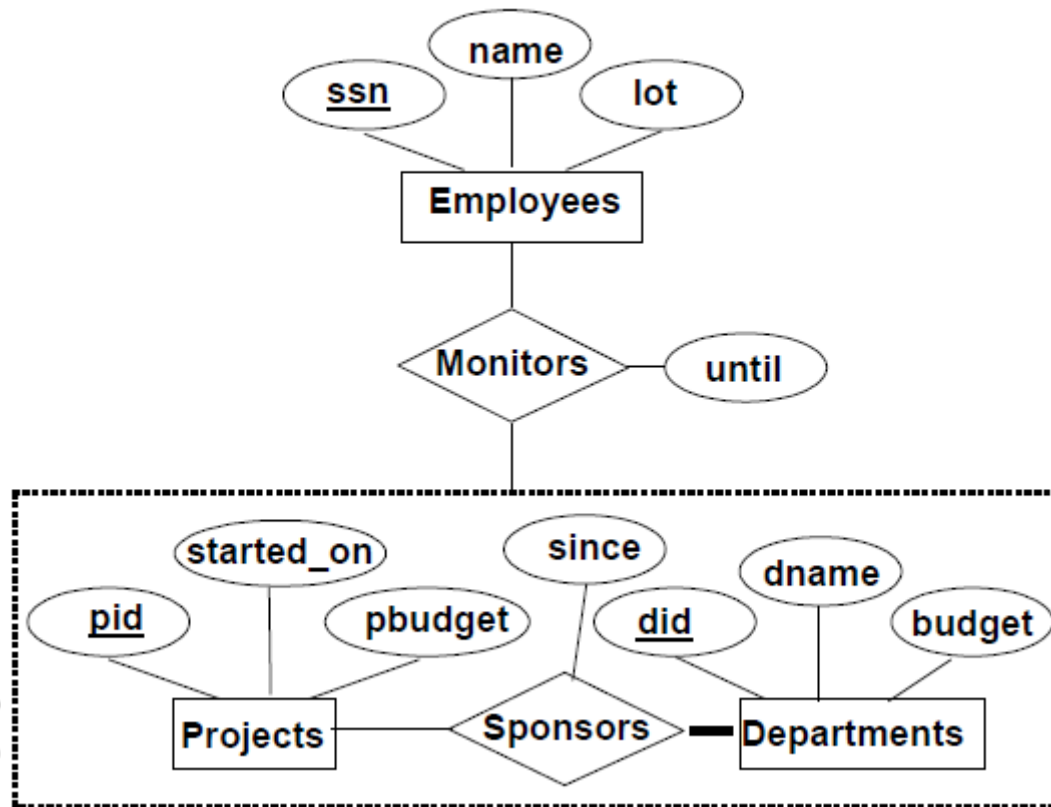 name
ssn
lot
Employees
Monitors
until
started_on
since
dname
pid
pbudget
did
budget
Projects
Sponsors
Departments